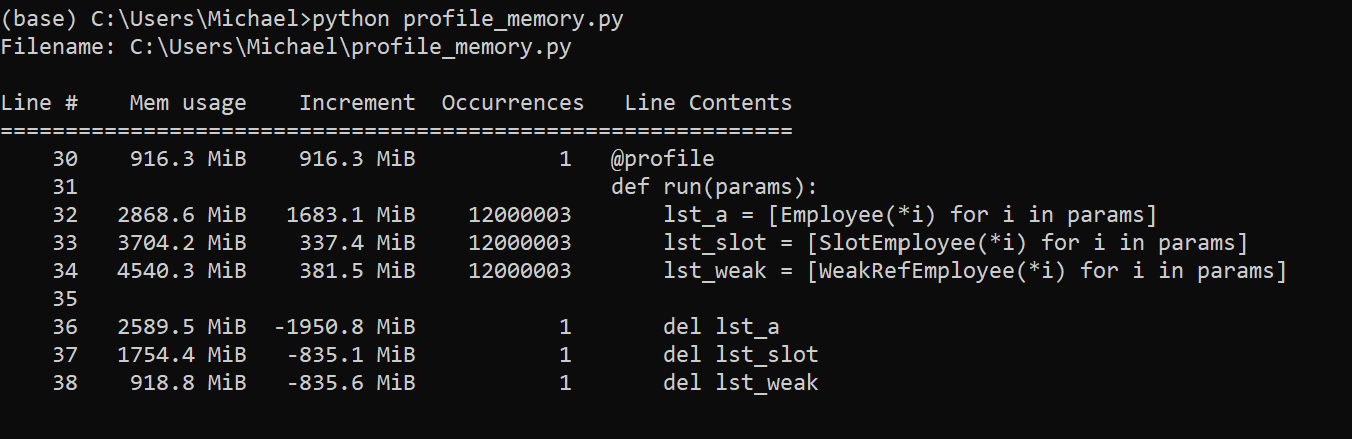 (base) C:\Users\Michael>python profile_memory.py
Filename: C:\Users\Michael\profile_memory.py
Line #    Mem usage    Increment  Occurrences   Line Contents
=============================================================
    30    916.3 MiB    916.3 MiB           1   @profile
    31                                         def run(params):
    32   2868.6 MiB   1683.1 MiB    12000003       lst_a = [Employee(*i) for i in params]
    33   3704.2 MiB    337.4 MiB    12000003       lst_slot = [SlotEmployee(*i) for i in params]
    34   4540.3 MiB    381.5 MiB    12000003       lst_weak = [WeakRefEmployee(*i) for i in params]
    35
    36   2589.5 MiB  -1950.8 MiB           1       del lst_a
    37   1754.4 MiB   -835.1 MiB           1       del lst_slot
    38    918.8 MiB   -835.6 MiB           1       del lst_weak